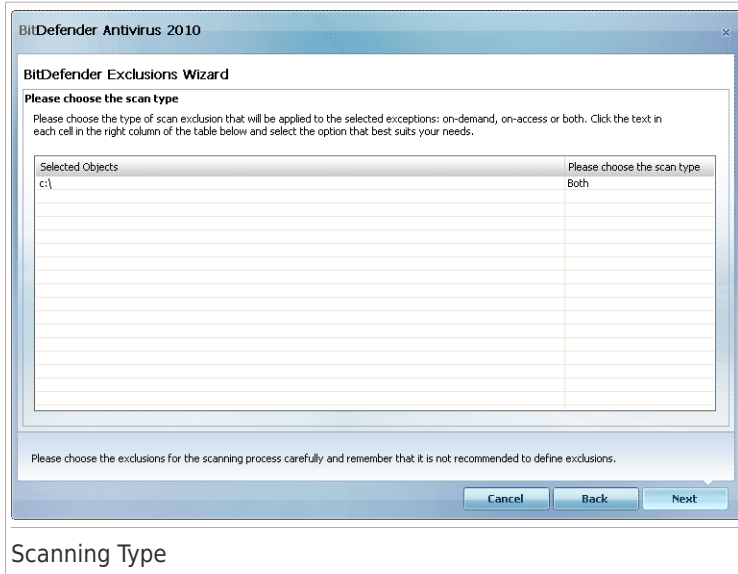 BitDefender Antivirus 2010
x
BitDefender Exclusions Wizard
Please choose the scan type
Please choose the type of scan exclusion that will be applied to the selected exceptions: on-demand, on-access or both. Click the text in
each cell in the right column of the table below and select the option that best suits your needs.
Selected Objects Please choose the scan type
c:\ Both
Please choose the exclusions for the scanning process carefully and remember that it is not recommended to define exclusions.
Cancel Back Next
Scanning Type